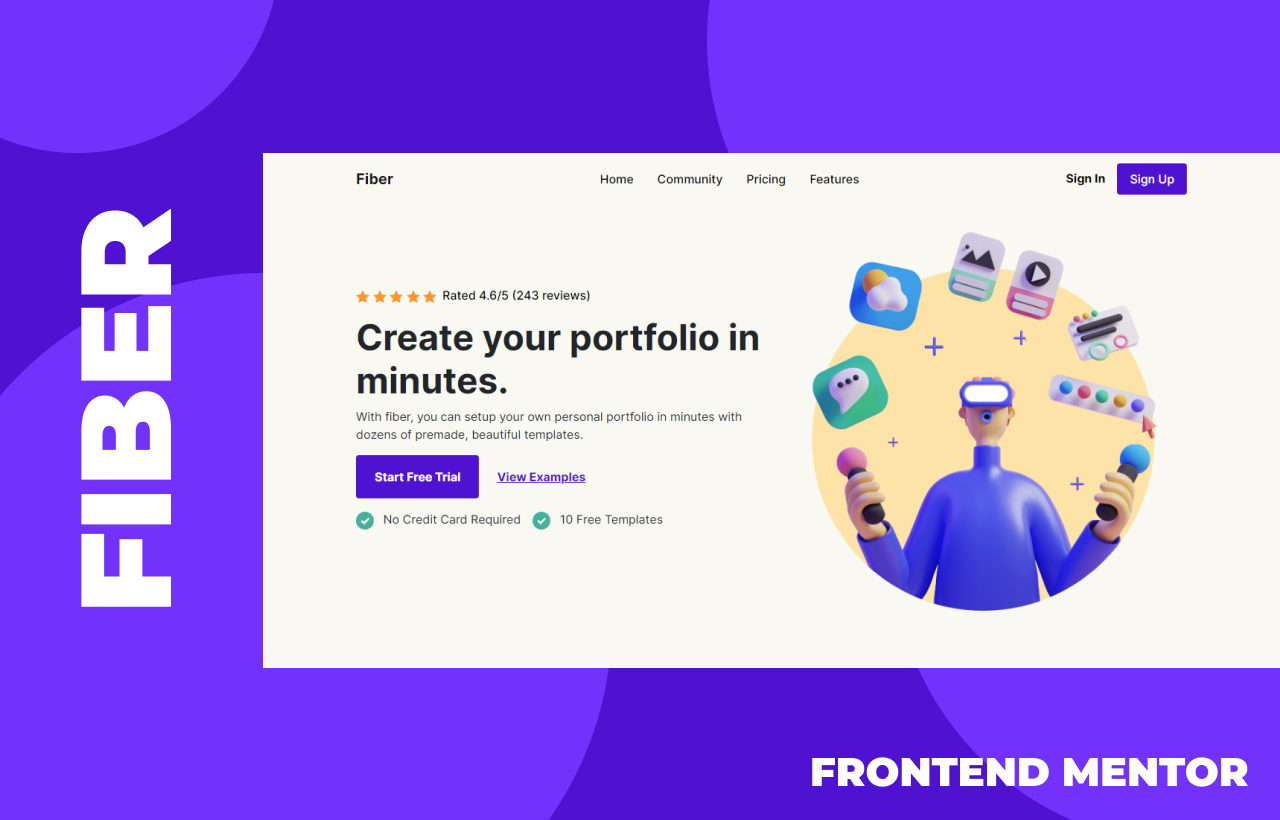 FIBER
Fiber
Home Community Pricing Features
Sign In Sign Up
Rated 4.6/5 (243 reviews)
Create your portfolio in
minutes.
With fiber, you can setup your own personal portfolio in minutes with
dozens of premade, beautiful templates.
Start Free Trial View Examples
No Credit Card Required 10 Free Templates
FRONTEND MENTOR